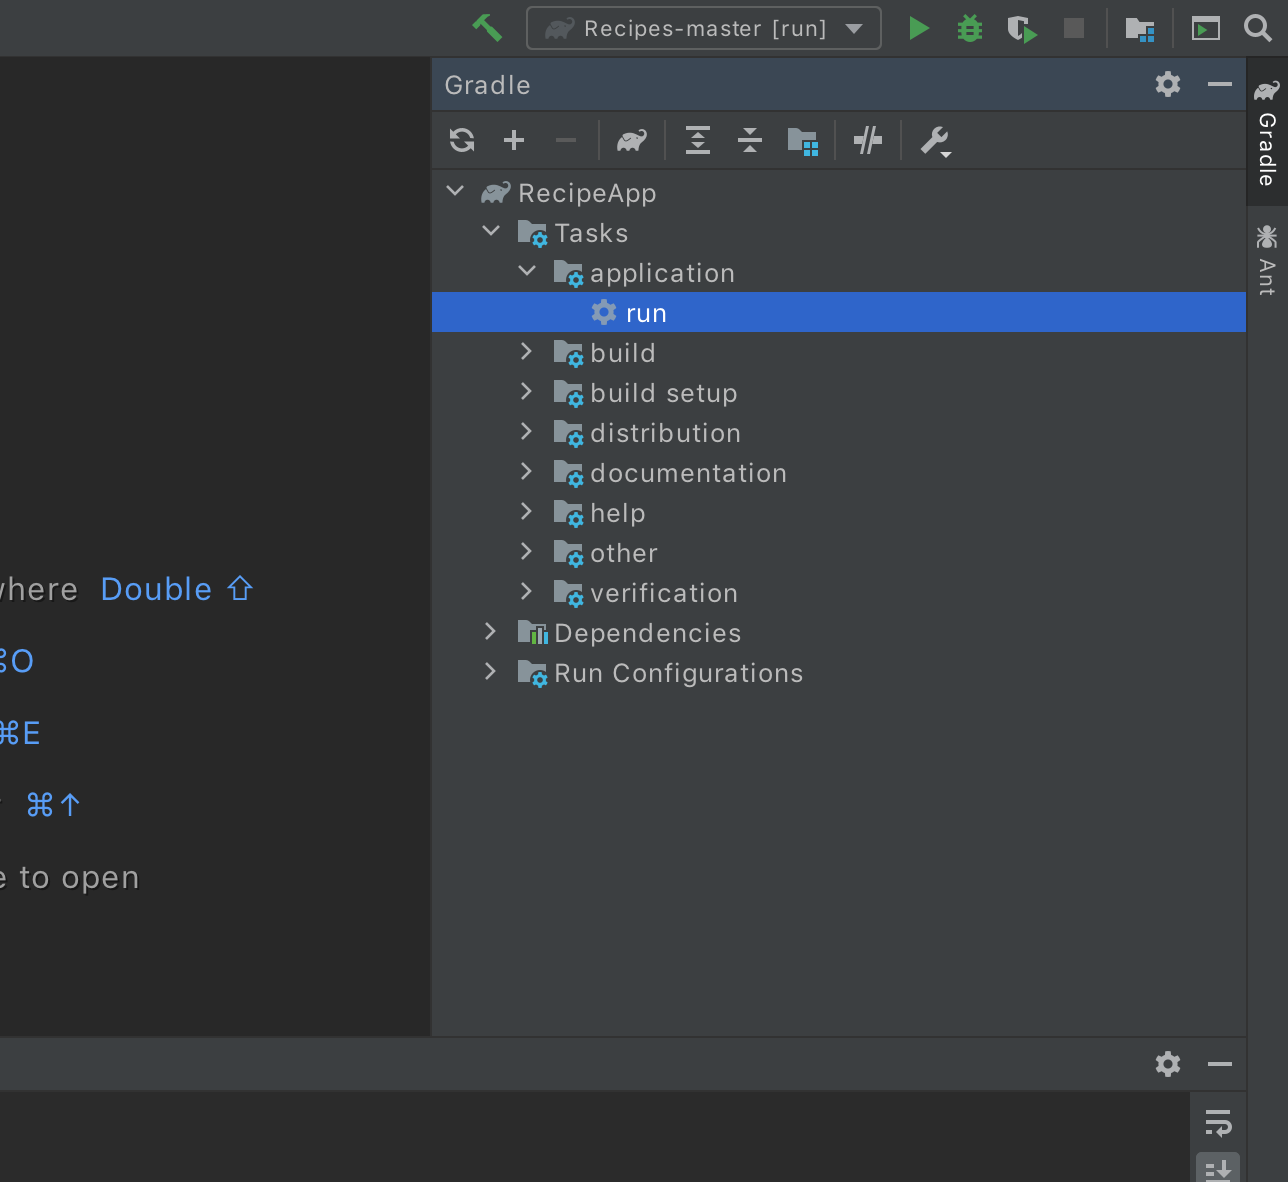 Recipes-master [run]
Gradle
Gradle
Ant
RecipeApp
Tasks
application
run
build
build setup
distribution
documentation
help
other
verification
Dependencies
Run Configurations
Double ⇧
⌘O
⌘E
⌘↑
to open